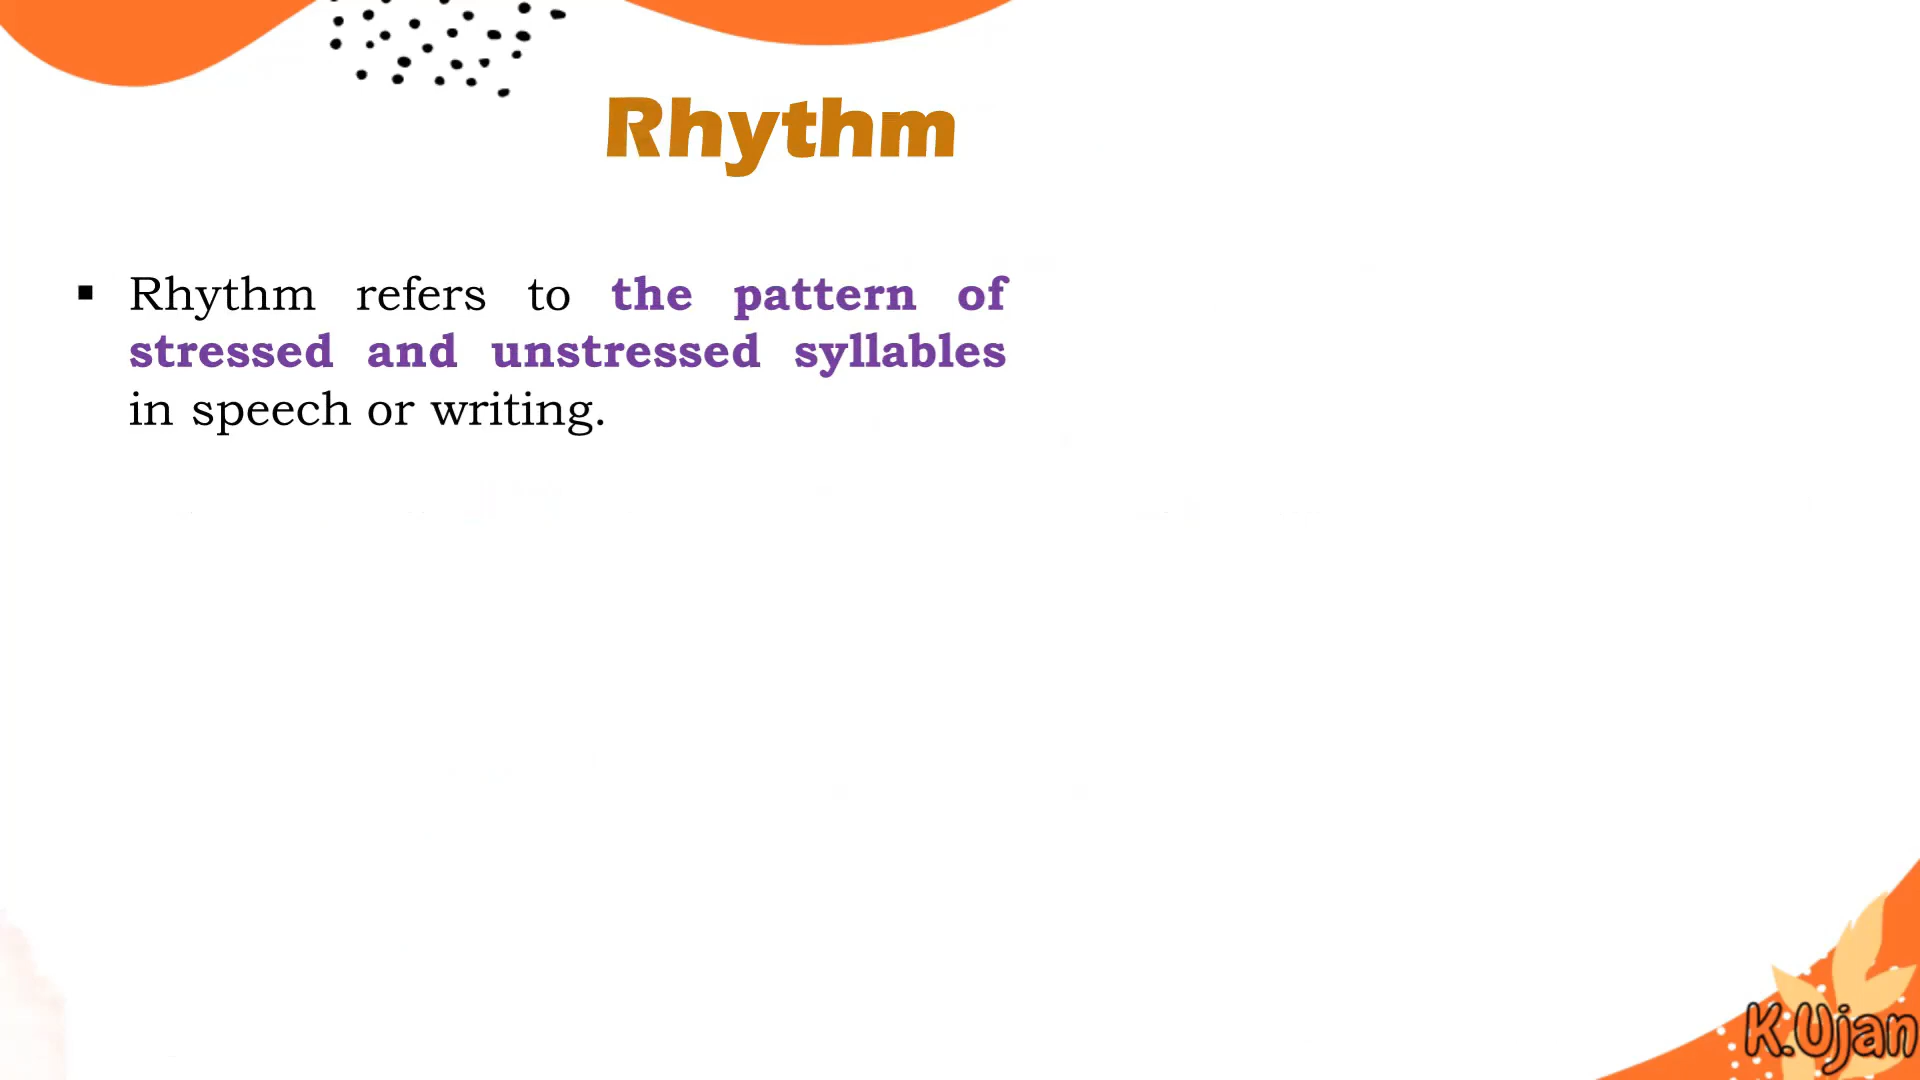 Rhythm
▪ Rhythm refers to the pattern of
stressed and unstressed syllables
in speech or writing.
K.Ujan